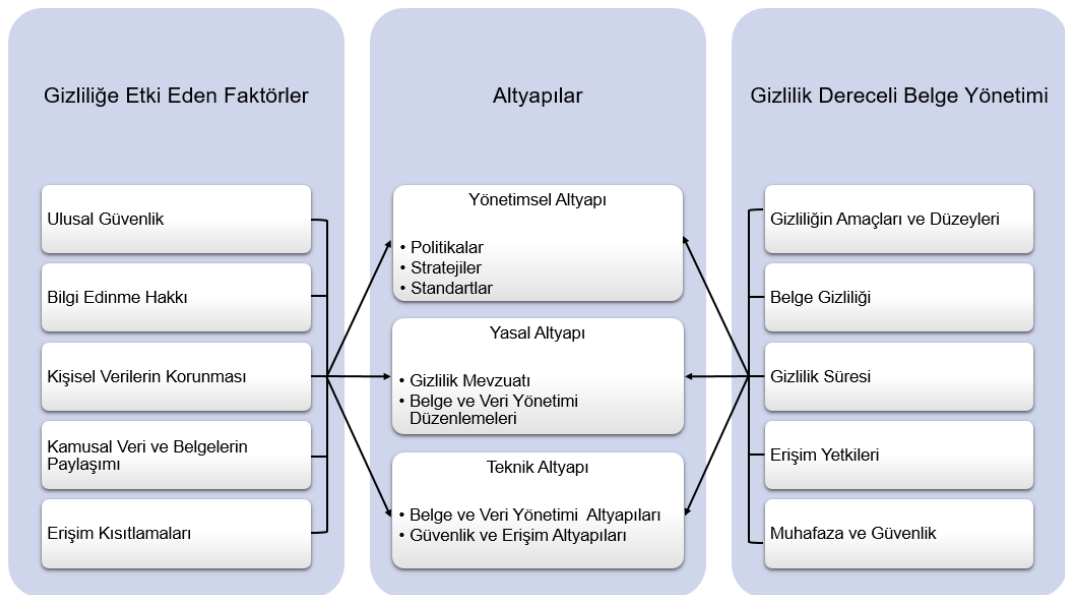 Gizliliğe Etki Eden Faktörler
Ulusal Güvenlik
Bilgi Edinme Hakkı
Kişisel Verilerin Korunması
Kamusal Veri ve Belgelerin
Paylaşımı
Erişim Kısıtlamaları
Altyapılar
Yönetimsel Altyapı
• Politikalar
• Stratejiler
• Standartlar
Yasal Altyapı
• Gizlilik Mevzuatı
• Belge ve Veri Yönetimi
Düzenlemeleri
Teknik Altyapı
• Belge ve Veri Yönetimi Altyapıları
• Güvenlik ve Erişim Altyapıları
Gizlilik Dereceli Belge Yönetimi
Gizliliğin Amaçları ve Düzeyleri
Belge Gizliliği
Gizlilik Süresi
Erişim Yetkileri
Muhafaza ve Güvenlik